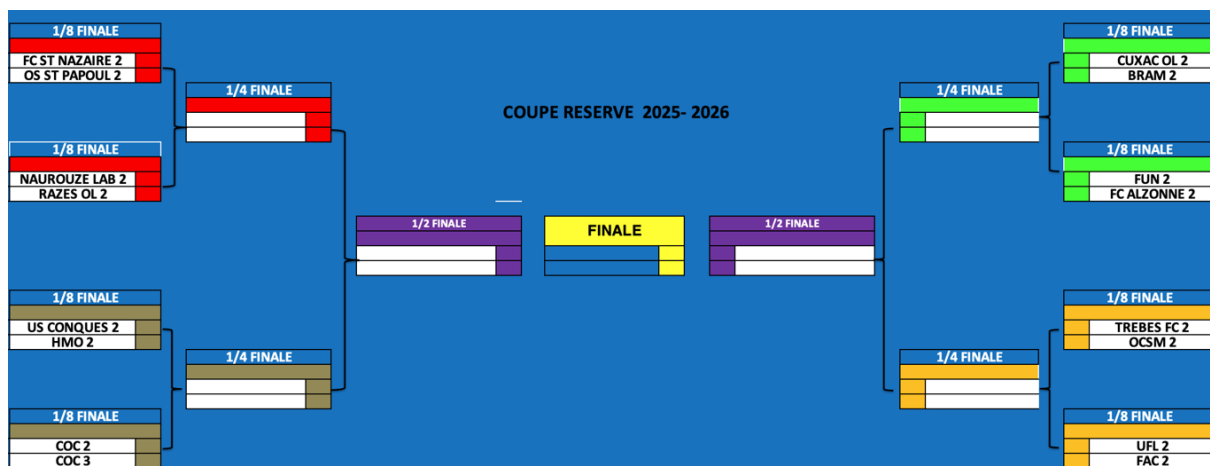 1/8 FINALE
FC ST NAZAIRE 2
OS ST PAPOUL 2
1/8 FINALE
NAUROUZE LAB 2
RAZES OL 2
1/4 FINALE
1/8 FINALE
US CONQUES 2
HMO 2
1/8 FINALE
COC 2
COC 3
1/4 FINALE
1/2 FINALE
COUPE RESERVE 2025- 2026
FINALE
1/2 FINALE
1/4 FINALE
1/8 FINALE
CUXAC OL 2
BRAM 2
1/8 FINALE
FUN 2
FC ALZONNE 2
1/4 FINALE
1/8 FINALE
TREBES FC 2
OCSM 2
1/8 FINALE
UFL 2
FAC 2